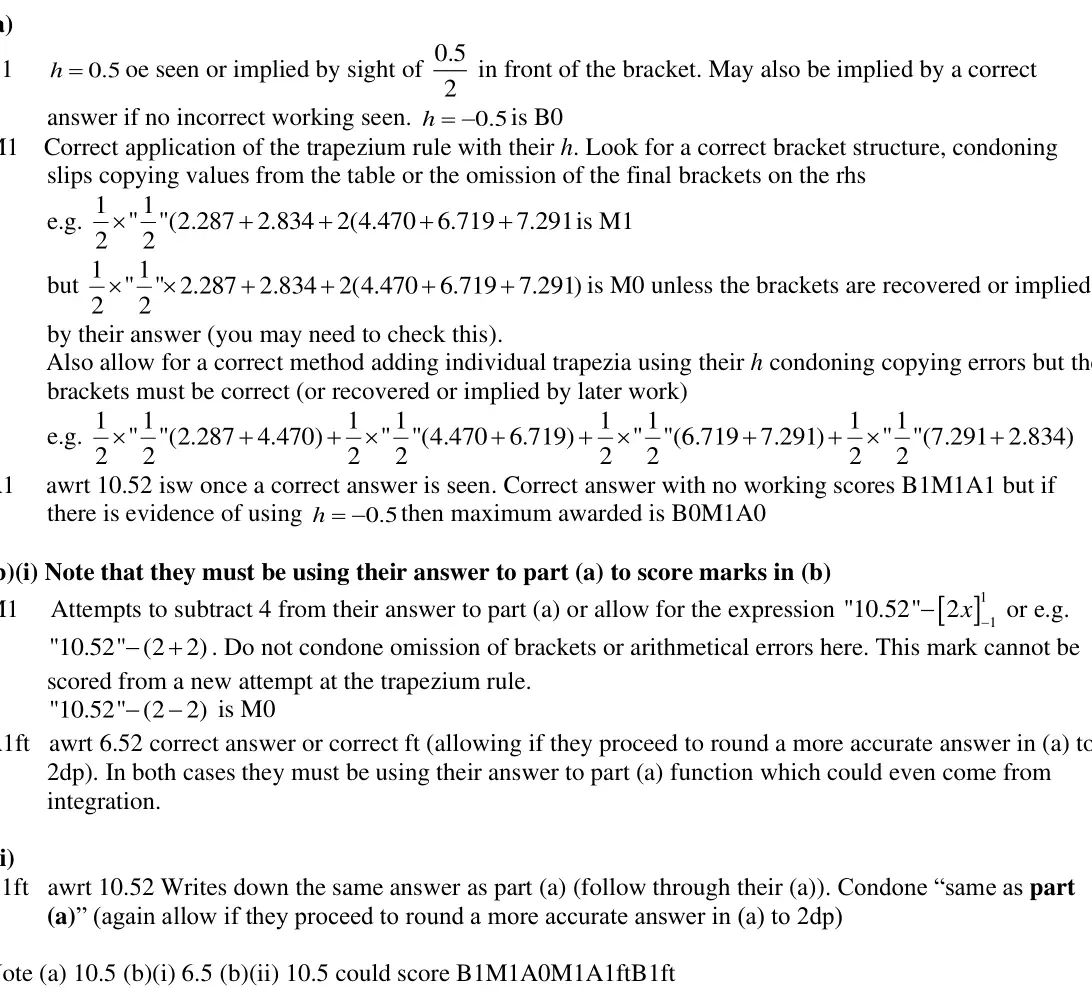 a)
1 h = 0.5 oe seen or implied by sight of 0.5/2 in front of the bracket. May also be implied by a correct
answer if no incorrect working seen. h = −0.5 is B0
M1 Correct application of the trapezium rule with their h. Look for a correct bracket structure, condoning
slips copying values from the table or the omission of the final brackets on the rhs
e.g. 1/2 × "1/2"(2.287 + 2.834 + 2(4.470 + 6.719 + 7.291 is M1
but 1/2 × "1/2" × 2.287 + 2.834 + 2(4.470 + 6.719 + 7.291) is M0 unless the brackets are recovered or implied
by their answer (you may need to check this).
Also allow for a correct method adding individual trapezia using their h condoning copying errors but the
brackets must be correct (or recovered or implied by later work)
e.g. 1/2 × "1/2"(2.287 + 4.470) + 1/2 × "1/2"(4.470 + 6.719) + 1/2 × "1/2"(6.719 + 7.291) + 1/2 × "1/2"(7.291 + 2.834)
A1 awrt 10.52 isw once a correct answer is seen. Correct answer with no working scores B1M1A1 but if
there is evidence of using h = −0.5 then maximum awarded is B0M1A0
b)(i) Note that they must be using their answer to part (a) to score marks in (b)
M1 Attempts to subtract 4 from their answer to part (a) or allow for the expression "10.52" − [2x]¹₋₁ or e.g.
"10.52" − (2 + 2). Do not condone omission of brackets or arithmetical errors here. This mark cannot be
scored from a new attempt at the trapezium rule.
"10.52" − (2 − 2) is M0
A1ft awrt 6.52 correct answer or correct ft (allowing if they proceed to round a more accurate answer in (a) to
2dp). In both cases they must be using their answer to part (a) function which could even come from
integration.
i)
1ft awrt 10.52 Writes down the same answer as part (a) (follow through their (a)). Condone “same as part
(a)” (again allow if they proceed to round a more accurate answer in (a) to 2dp)
Note (a) 10.5 (b)(i) 6.5 (b)(ii) 10.5 could score B1M1A0M1A1ftB1ft